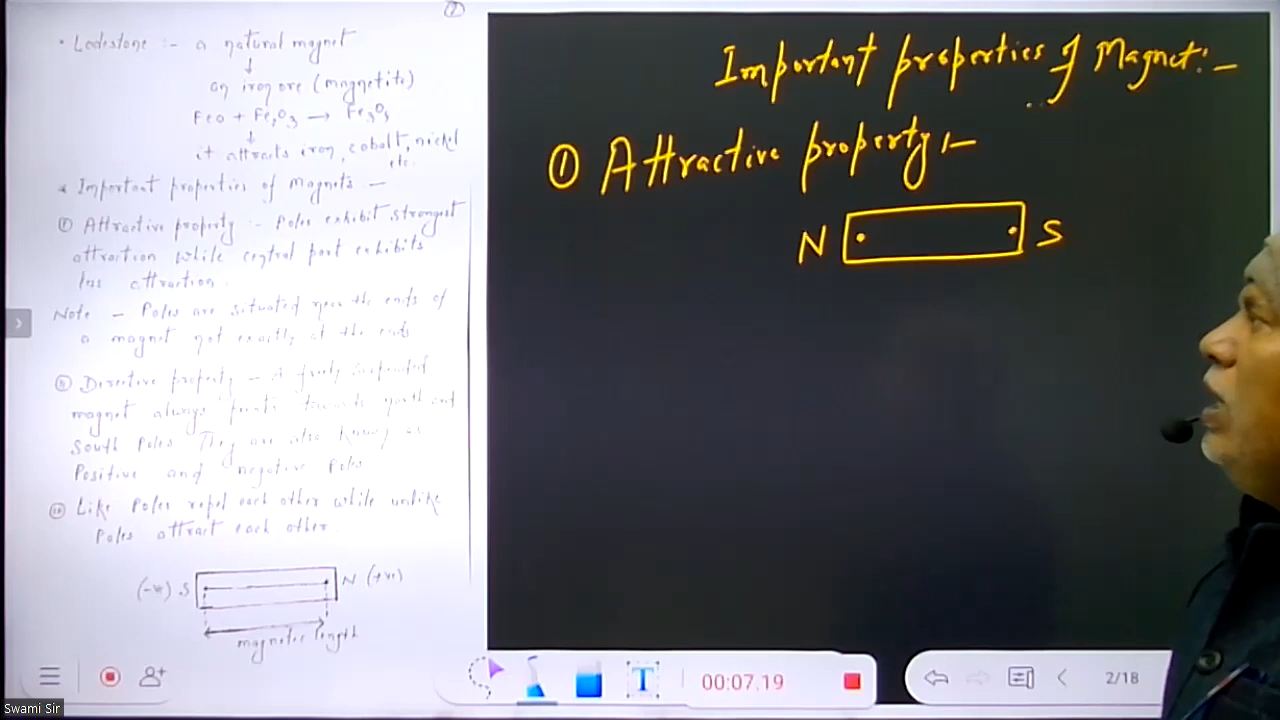 2
• Lodestone :- a natural magnet
↓
an iron ore (magnetite)
FeO + Fe₂O₃ → Fe₃O₄
↓
it attracts iron, cobalt, nickel
etc.
* Important properties of Magnets -
(i) Attractive property :- Poles exhibit strongest
attraction while central part exhibits
less attraction.
Note - Poles are situated near the ends of
a magnet not exactly at the ends
(ii) Directive property - A freely suspended
magnet always points towards north and
South Poles They are also known as
Positive and negative Poles
(iii) Like Poles repel each other while unlike
Poles attract each other.
(-ve) S N (+ve)
magnetic length
Important properties of Magnet :-
① Attractive property :-
N S
T 00:07.19 2/18
Swami Sir